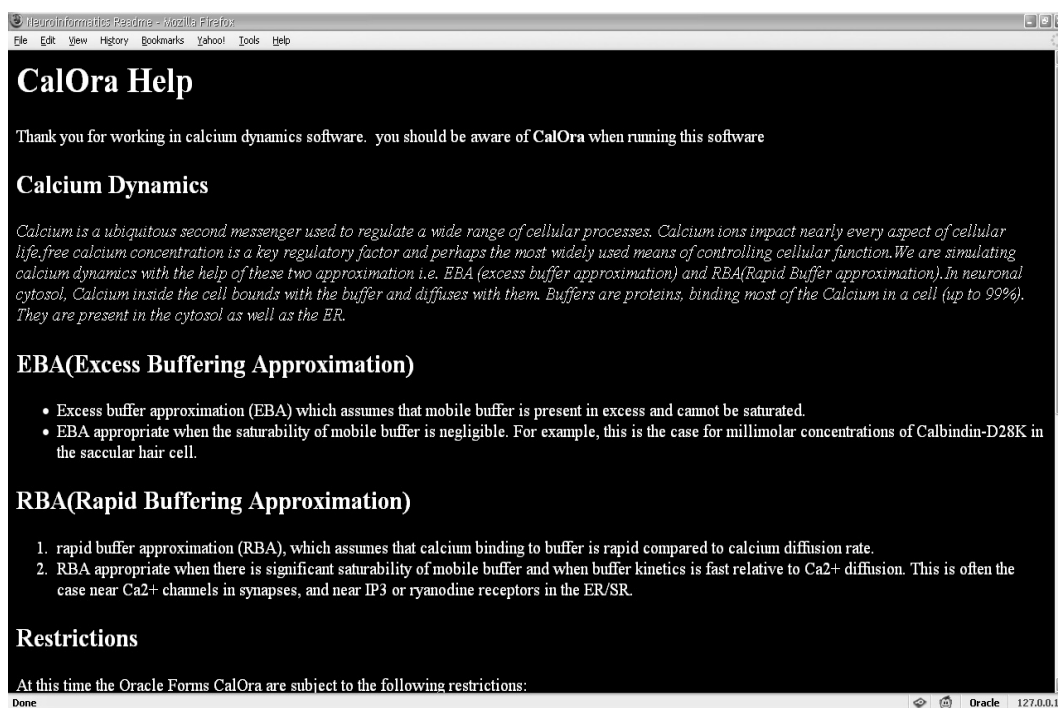 Neuroinformatics Readme - Mozilla Firefox
File Edit View History Bookmarks Yahoo! Tools Help
CalOra Help
Thank you for working in calcium dynamics software. you should be aware of CalOra when running this software
Calcium Dynamics
Calcium is a ubiquitous second messenger used to regulate a wide range of cellular processes. Calcium ions impact nearly every aspect of cellular
life.free calcium concentration is a key regulatory factor and perhaps the most widely used means of controlling cellular function.We are simulating
calcium dynamics with the help of these two approximation i.e. EBA (excess buffer approximation) and RBA(Rapid Buffer approximation).In neuronal
cytosol, Calcium inside the cell bounds with the buffer and diffuses with them. Buffers are proteins, binding most of the Calcium in a cell (up to 99%).
They are present in the cytosol as well as the ER.
EBA(Excess Buffering Approximation)
• Excess buffer approximation (EBA) which assumes that mobile buffer is present in excess and cannot be saturated.
• EBA appropriate when the saturability of mobile buffer is negligible. For example, this is the case for millimolar concentrations of Calbindin-D28K in
the saccular hair cell.
RBA(Rapid Buffering Approximation)
1. rapid buffer approximation (RBA), which assumes that calcium binding to buffer is rapid compared to calcium diffusion rate.
2. RBA appropriate when there is significant saturability of mobile buffer and when buffer kinetics is fast relative to Ca2+ diffusion. This is often the
case near Ca2+ channels in synapses, and near IP3 or ryanodine receptors in the ER/SR.
Restrictions
At this time the Oracle Forms CalOra are subject to the following restrictions:
Done Oracle 127.0.0.1